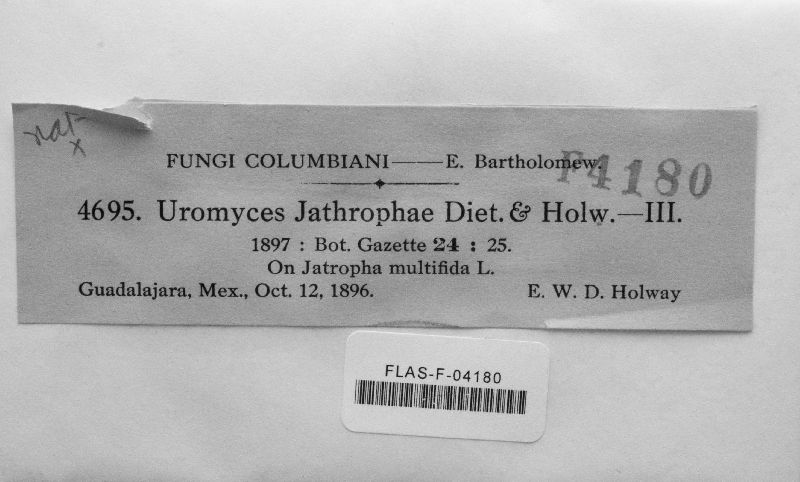 FUNGI COLUMBIANI——E. Bartholomew.
F4180
4695. Uromyces Jathrophae Diet. & Holw.—III.
1897 : Bot. Gazette 24 : 25.
On Jatropha multifida L.
Guadalajara, Mex., Oct. 12, 1896. E. W. D. Holway
FLAS-F-04180